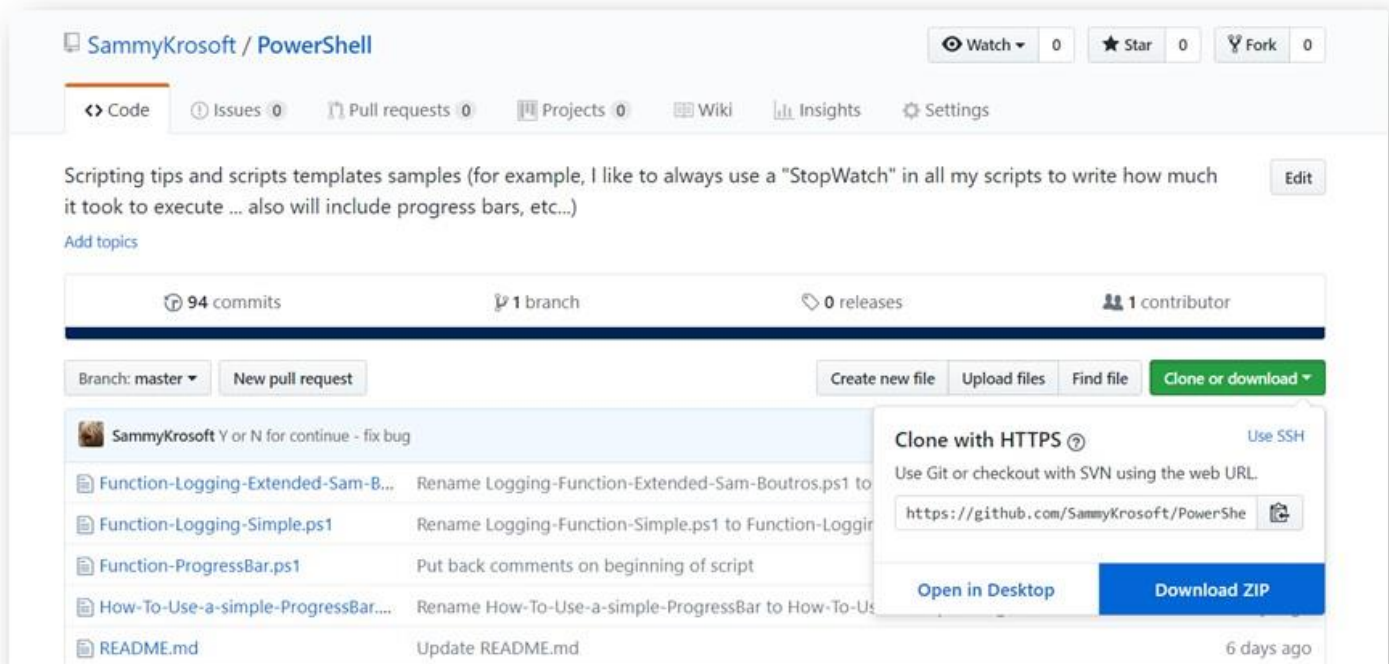 SammyKrosoft / PowerShell
Watch 0 Star 0 Fork 0
Code Issues 0 Pull requests 0 Projects 0 Wiki Insights Settings
Scripting tips and scripts templates samples (for example, I like to always use a "StopWatch" in all my scripts to write how much
it took to execute ... also will include progress bars, etc...)
Edit
Add topics
94 commits 1 branch 0 releases 1 contributor
Branch: master New pull request Create new file Upload files Find file Clone or download
SammyKrosoft Y or N for continue - fix bug
Clone with HTTPS Use SSH
Use Git or checkout with SVN using the web URL.
https://github.com/SammyKrosoft/PowerShe
Open in Desktop Download ZIP
Function-Logging-Extended-Sam-B... Rename Logging-Function-Extended-Sam-Boutros.ps1 to
Function-Logging-Simple.ps1 Rename Logging-Function-Simple.ps1 to Function-Loggin
Function-ProgressBar.ps1 Put back comments on beginning of script
How-To-Use-a-simple-ProgressBar.... Rename How-To-Use-a-simple-ProgressBar to How-To-Us
README.md Update README.md 6 days ago